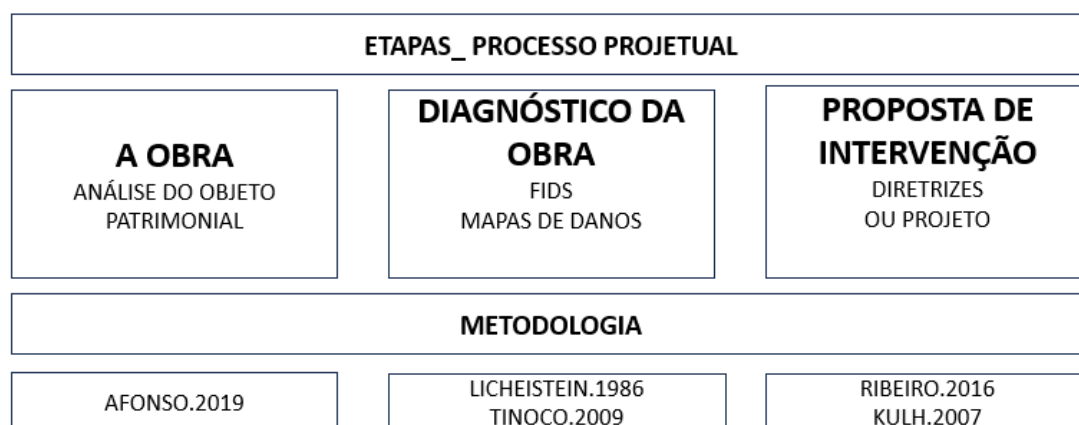 ETAPAS_ PROCESSO PROJETUAL
A OBRA
ANÁLISE DO OBJETO
PATRIMONIAL
DIAGNÓSTICO DA
OBRA
FIDS
MAPAS DE DANOS
PROPOSTA DE
INTERVENÇÃO
DIRETRIZES
OU PROJETO
METODOLOGIA
AFONSO.2019
LICHEISTEIN.1986
TINOCO.2009
RIBEIRO.2016
KULH.2007